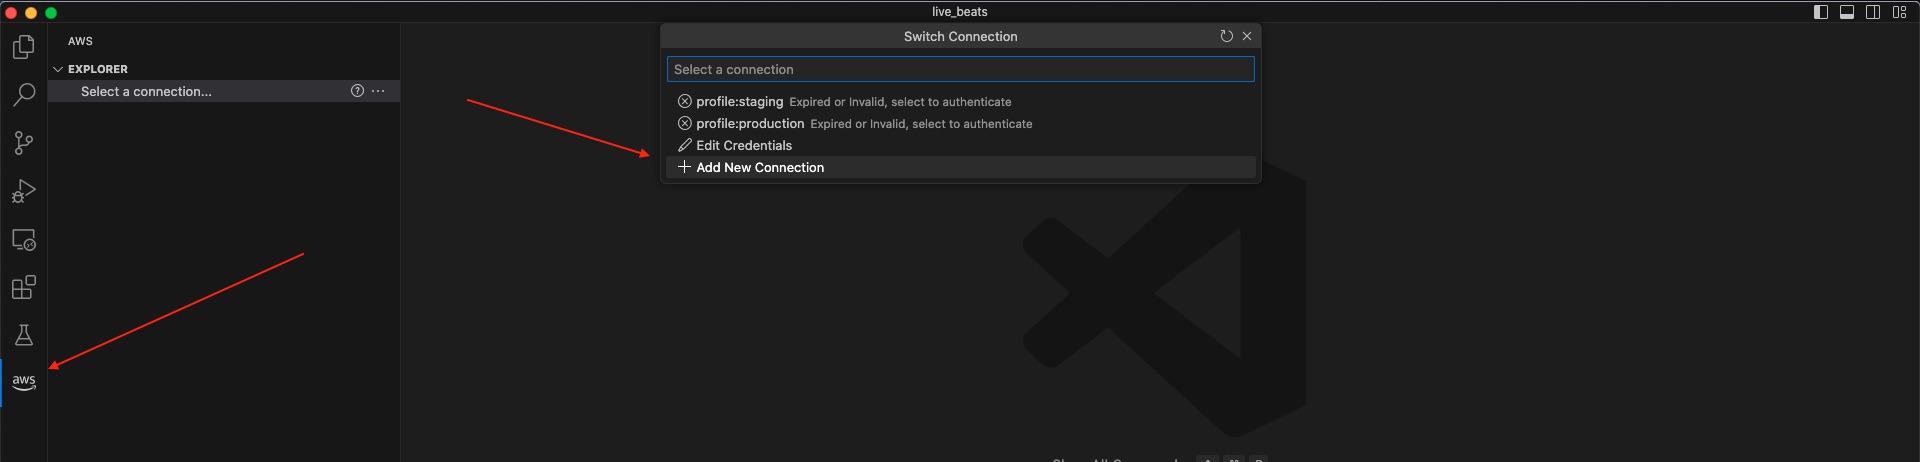 live_beats
AWS
EXPLORER
Select a connection...
Switch Connection
Select a connection
profile:staging Expired or Invalid, select to authenticate
profile:production Expired or Invalid, select to authenticate
Edit Credentials
Add New Connection
aws